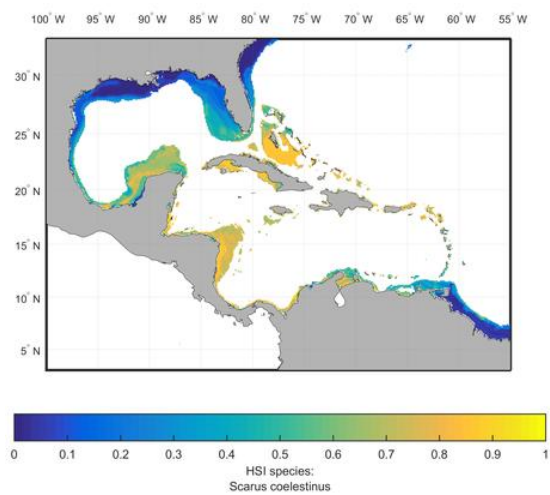 100° W 95° W 90° W 85° W 80° W 75° W 70° W 65° W 60° W 55° W
30° N
25° N
20° N
15° N
10° N
5° N
0 0.1 0.2 0.3 0.4 0.5 0.6 0.7 0.8 0.9 1
HSI species:
Scarus coelestinus